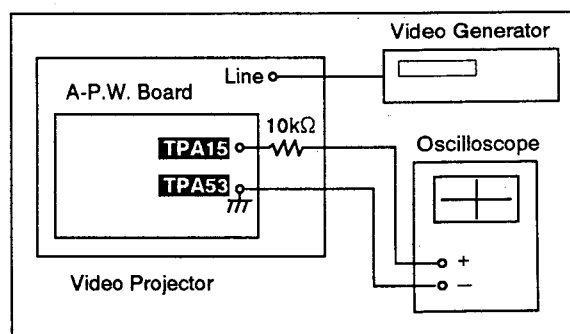 Video Generator
Line
A-P.W. Board
10kΩ
TPA15
Oscilloscope
TPA53
+
−
Video Projector